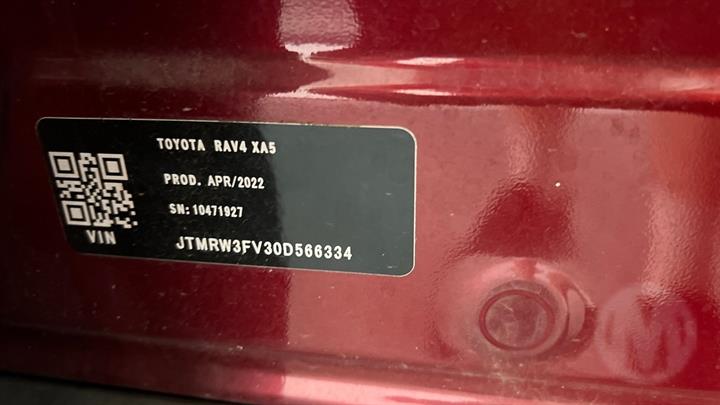 TOYOTA RAV4 XA5
PROD. APR/2022
SN: 10471927
VIN
JTMRW3FV30D566334
M